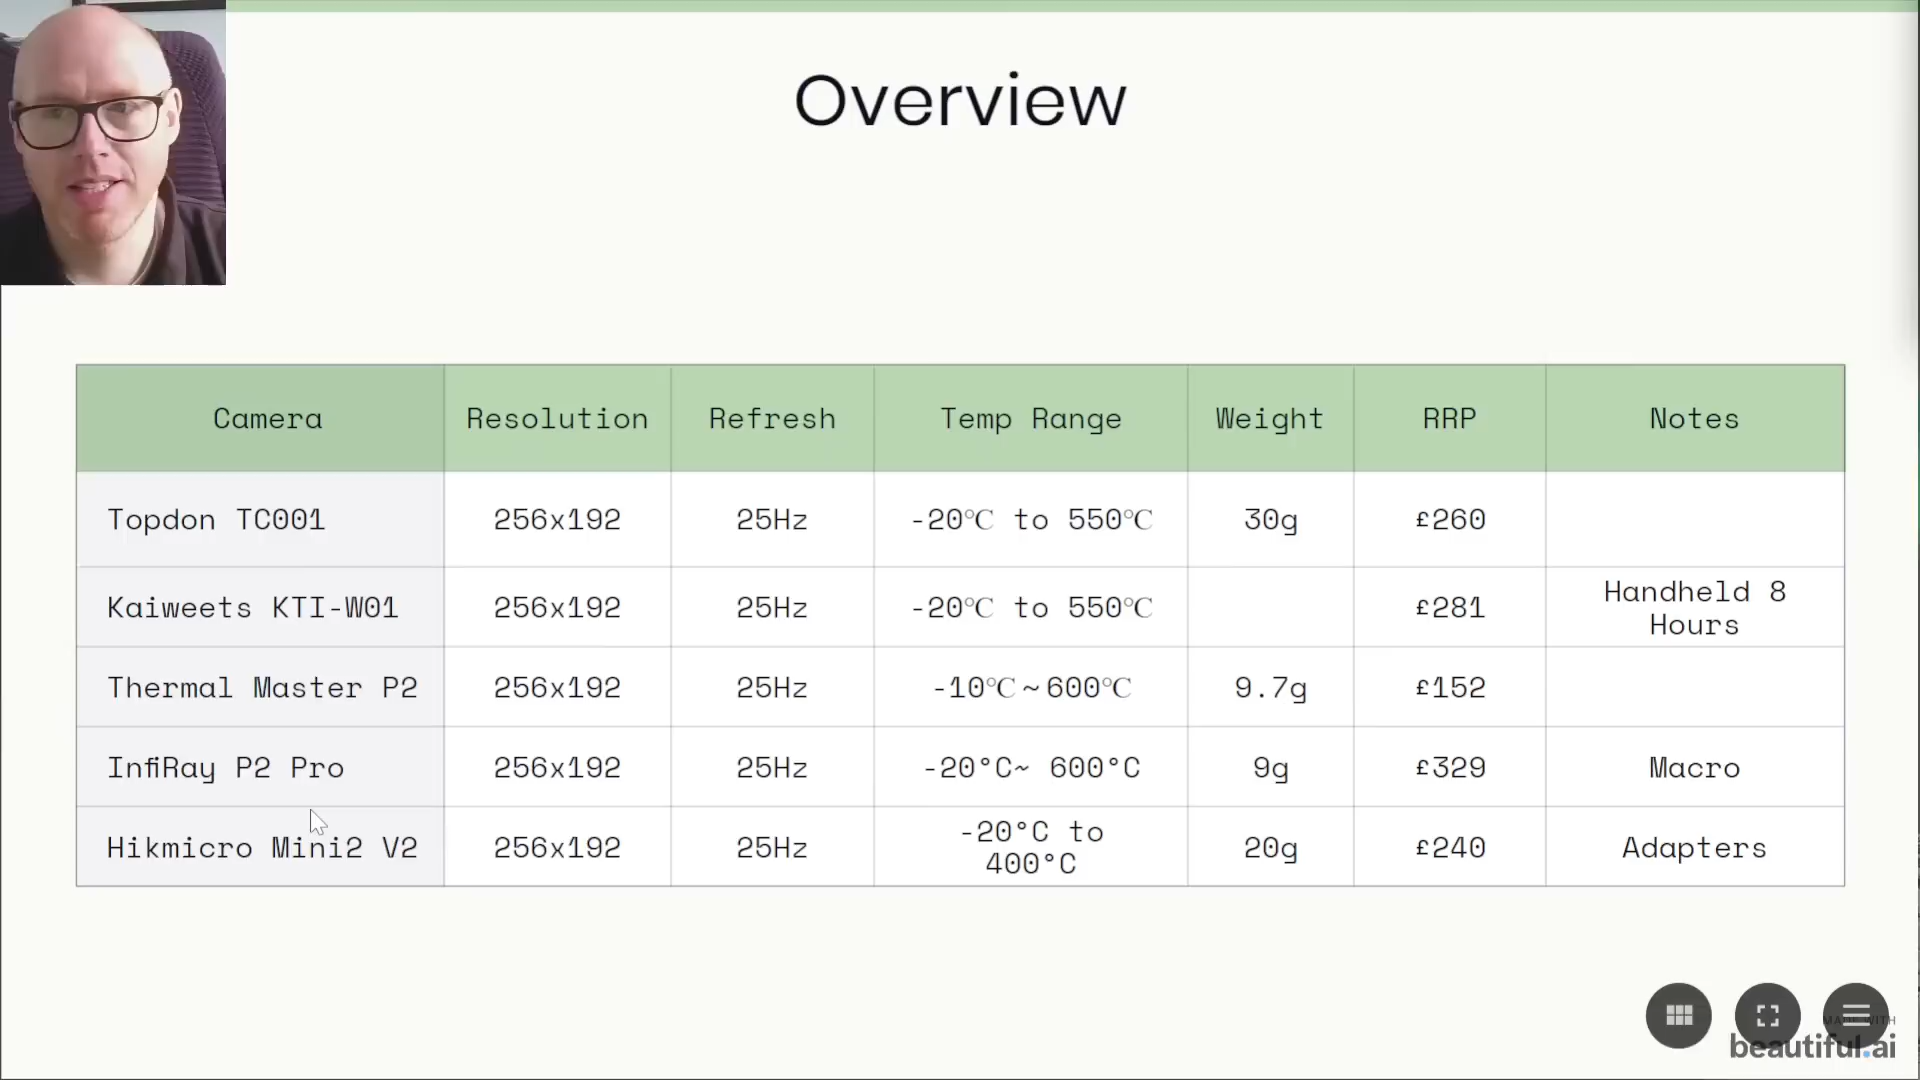 Overview
Camera Resolution Refresh Temp Range Weight RRP Notes
Topdon TC001 256x192 25Hz -20℃ to 550℃ 30g £260
Kaiweets KTI-W01 256x192 25Hz -20℃ to 550℃ £281 Handheld 8
Hours
Thermal Master P2 256x192 25Hz -10℃~600℃ 9.7g £152
InfiRay P2 Pro 256x192 25Hz -20°C~ 600°C 9g £329 Macro
Hikmicro Mini2 V2 256x192 25Hz -20°C to
400°C 20g £240 Adapters
MADE WITH
beautiful.ai